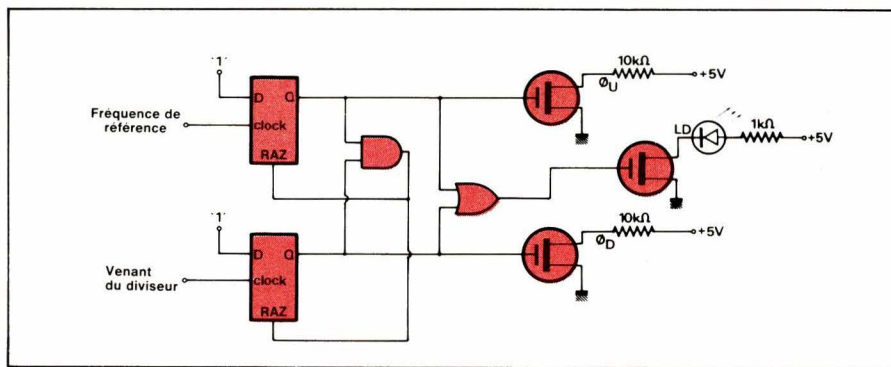 '1'
D
Q
Fréquence de
référence
clock
RAZ
10kΩ
+5V
ØU
LD
1kΩ
+5V
'1'
D
Q
Venant
du diviseur
clock
RAZ
10kΩ
+5V
ØD